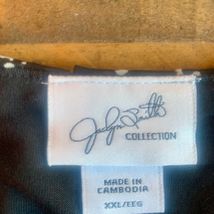 Jaclyn Smith
COLLECTION
MADE IN
CAMBODIA
XXL/EEG